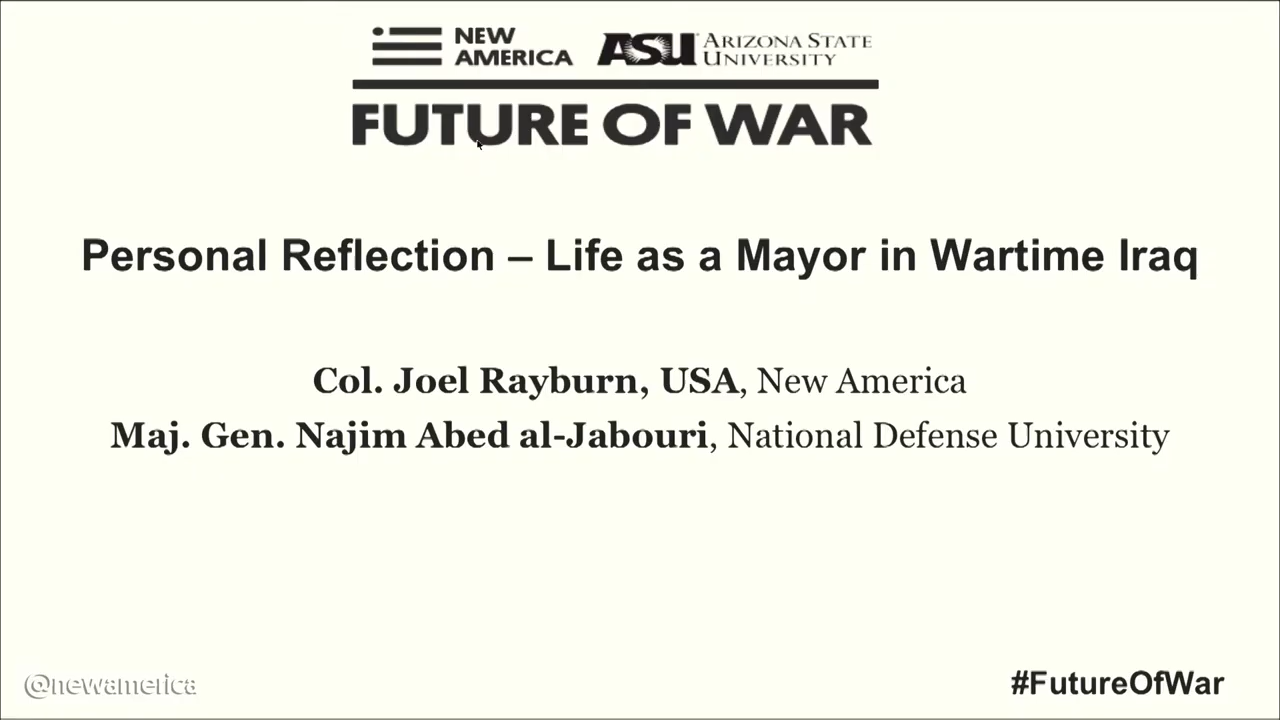 NEW AMERICA
ASU ARIZONA STATE UNIVERSITY
FUTURE OF WAR
Personal Reflection – Life as a Mayor in Wartime Iraq
Col. Joel Rayburn, USA, New America
Maj. Gen. Najim Abed al-Jabouri, National Defense University
@newamerica
#FutureOfWar